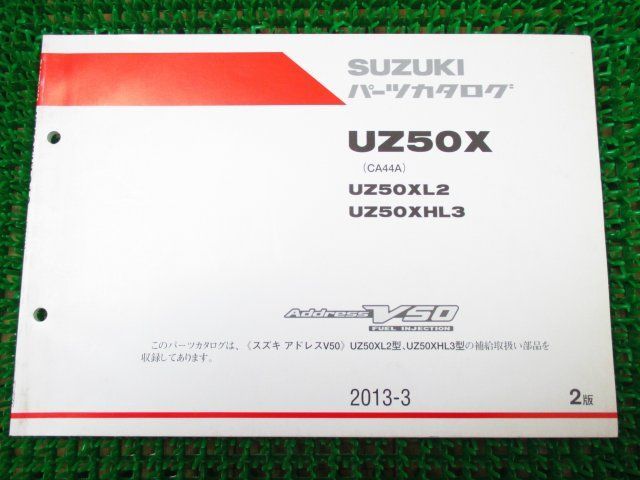 SUZUKI
パーツカタログ
UZ50X
(CA44A)
UZ50XL2
UZ50XHL3
Address V50
FUEL INJECTION
このパーツカタログは、《スズキ アドレスV50》UZ50XL2型、UZ50XHL3型の補給取扱い部品を
収録してあります。
2013-3
2版